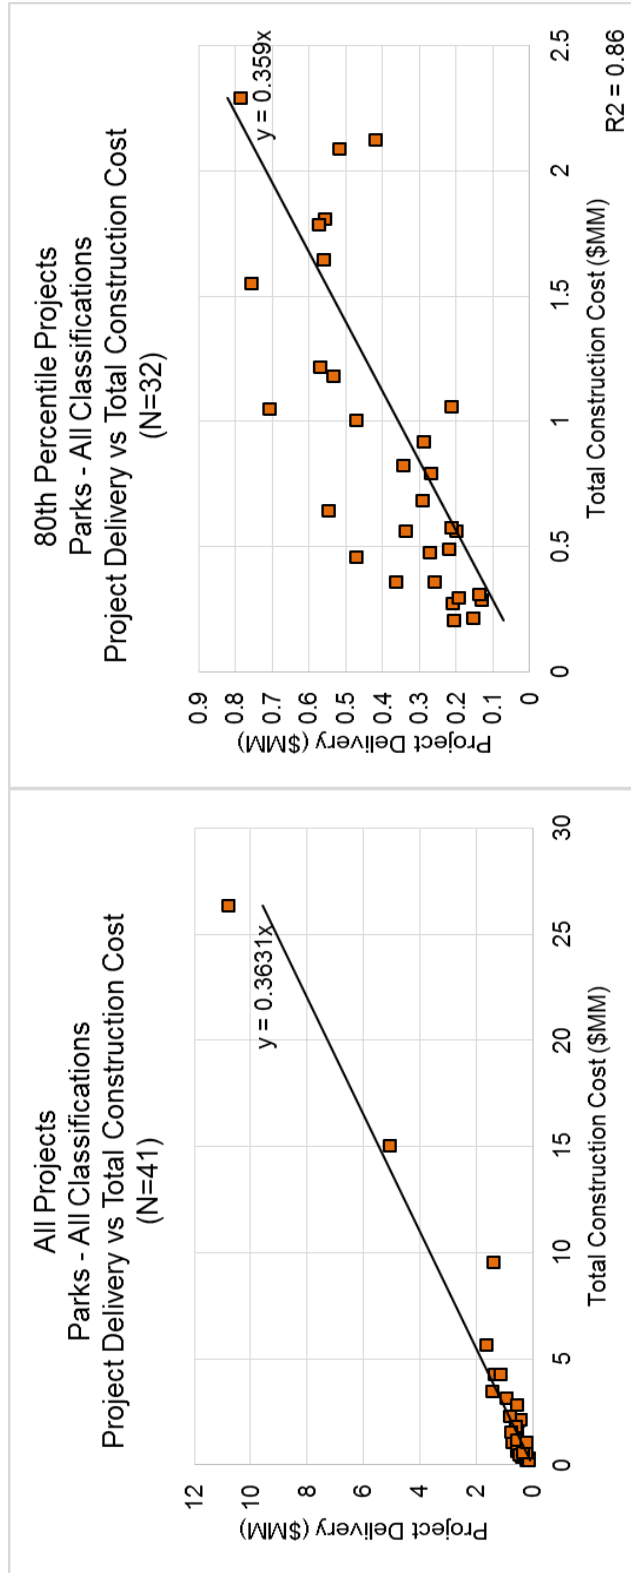 All Projects
Parks - All Classifications
Project Delivery vs Total Construction Cost
(N=41)
12
10
8
6
4
2
0
Project Delivery ($MM)
y = 0.3631x
0
5
10
15
20
25
30
Total Construction Cost ($MM)
80th Percentile Projects
Parks - All Classifications
Project Delivery vs Total Construction Cost
(N=32)
0.9
0.8
0.7
0.6
0.5
0.4
0.3
0.2
0.1
0
Project Delivery ($MM)
y = 0.359x
0
0.5
1
1.5
2
2.5
Total Construction Cost ($MM)
R2 = 0.86